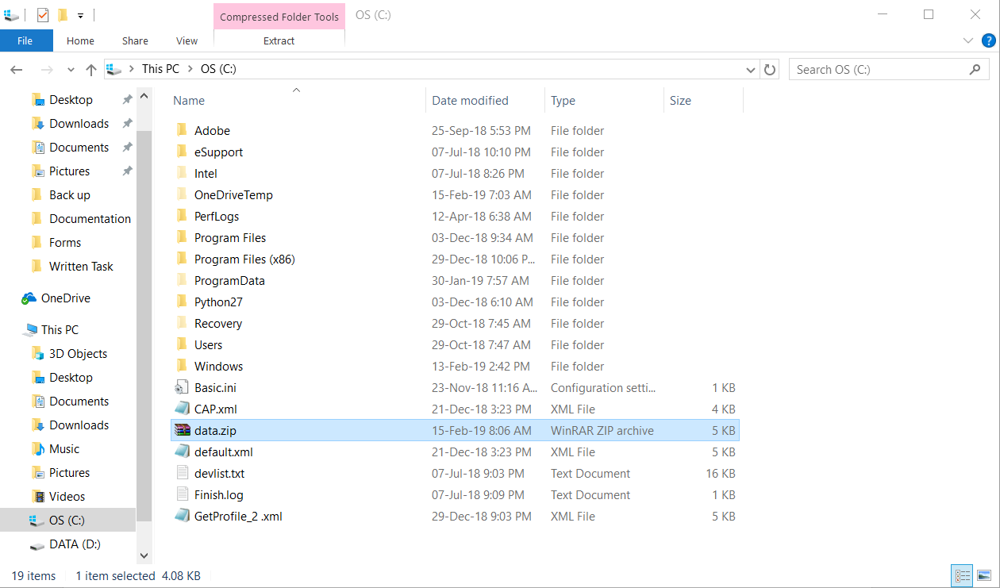 Compressed Folder Tools OS (C:)
File Home Share View Extract ?
This PC OS (C:) Search OS (C:)
Desktop
Downloads
Documents
Pictures
Back up
Documentation
Forms
Written Task
OneDrive
This PC
3D Objects
Desktop
Documents
Downloads
Music
Pictures
Videos
OS (C:)
DATA (D:)
Name Date modified Type Size
Adobe 25-Sep-18 5:53 PM File folder
eSupport 07-Jul-18 10:10 PM File folder
Intel 07-Jul-18 8:26 PM File folder
OneDriveTemp 15-Feb-19 7:03 AM File folder
PerfLogs 12-Apr-18 6:38 AM File folder
Program Files 03-Dec-18 9:34 AM File folder
Program Files (x86) 29-Dec-18 10:06 P... File folder
ProgramData 30-Jan-19 7:57 AM File folder
Python27 03-Dec-18 6:10 AM File folder
Recovery 29-Oct-18 7:45 AM File folder
Users 29-Oct-18 7:47 AM File folder
Windows 13-Feb-19 2:42 PM File folder
Basic.ini 23-Nov-18 11:16 A... Configuration setti... 1 KB
CAP.xml 21-Dec-18 3:23 PM XML File 4 KB
data.zip 15-Feb-19 8:06 AM WinRAR ZIP archive 5 KB
default.xml 21-Dec-18 3:23 PM XML File 5 KB
devlist.txt 07-Jul-18 9:03 PM Text Document 16 KB
Finish.log 07-Jul-18 9:09 PM Text Document 1 KB
GetProfile_2 .xml 29-Dec-18 9:03 PM XML File 5 KB
19 items 1 item selected 4.08 KB